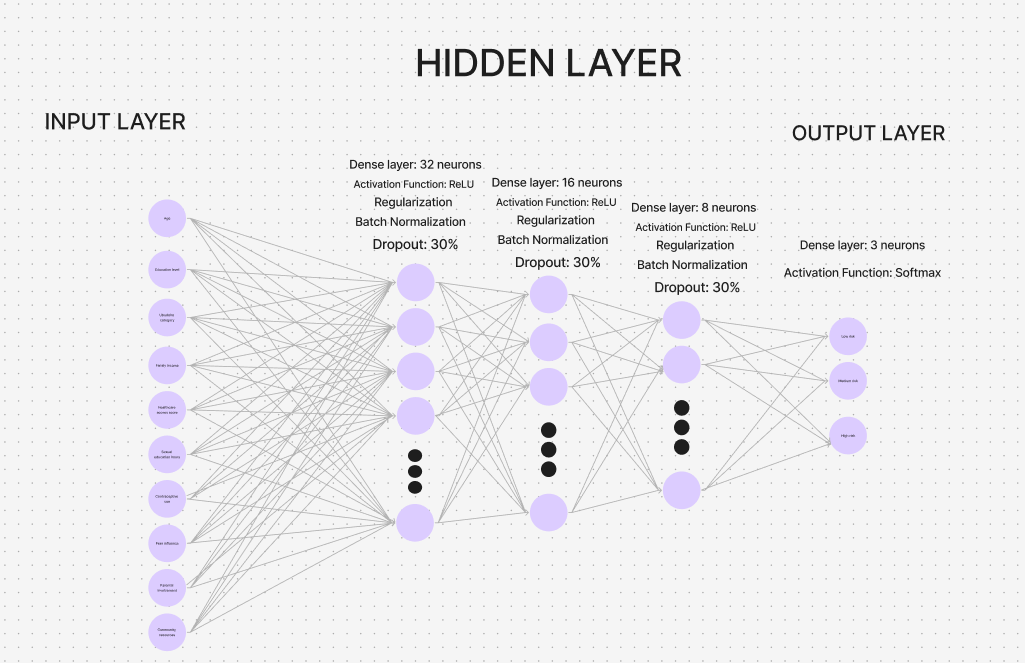 HIDDEN LAYER
INPUT LAYER
OUTPUT LAYER
Dense layer: 32 neurons
Activation Function: ReLU
Regularization
Batch Normalization
Dropout: 30%
Dense layer: 16 neurons
Activation Function: ReLU
Regularization
Batch Normalization
Dropout: 30%
Dense layer: 8 neurons
Activation Function: ReLU
Regularization
Batch Normalization
Dropout: 30%
Dense layer: 3 neurons
Activation Function: Softmax
Age
Education level
category
Family income
Healthcare
access score
Sexual
education hours
Contraceptive
use
Peer influence
Parental
involvement
Community
resources
Low risk
Medium risk
High risk